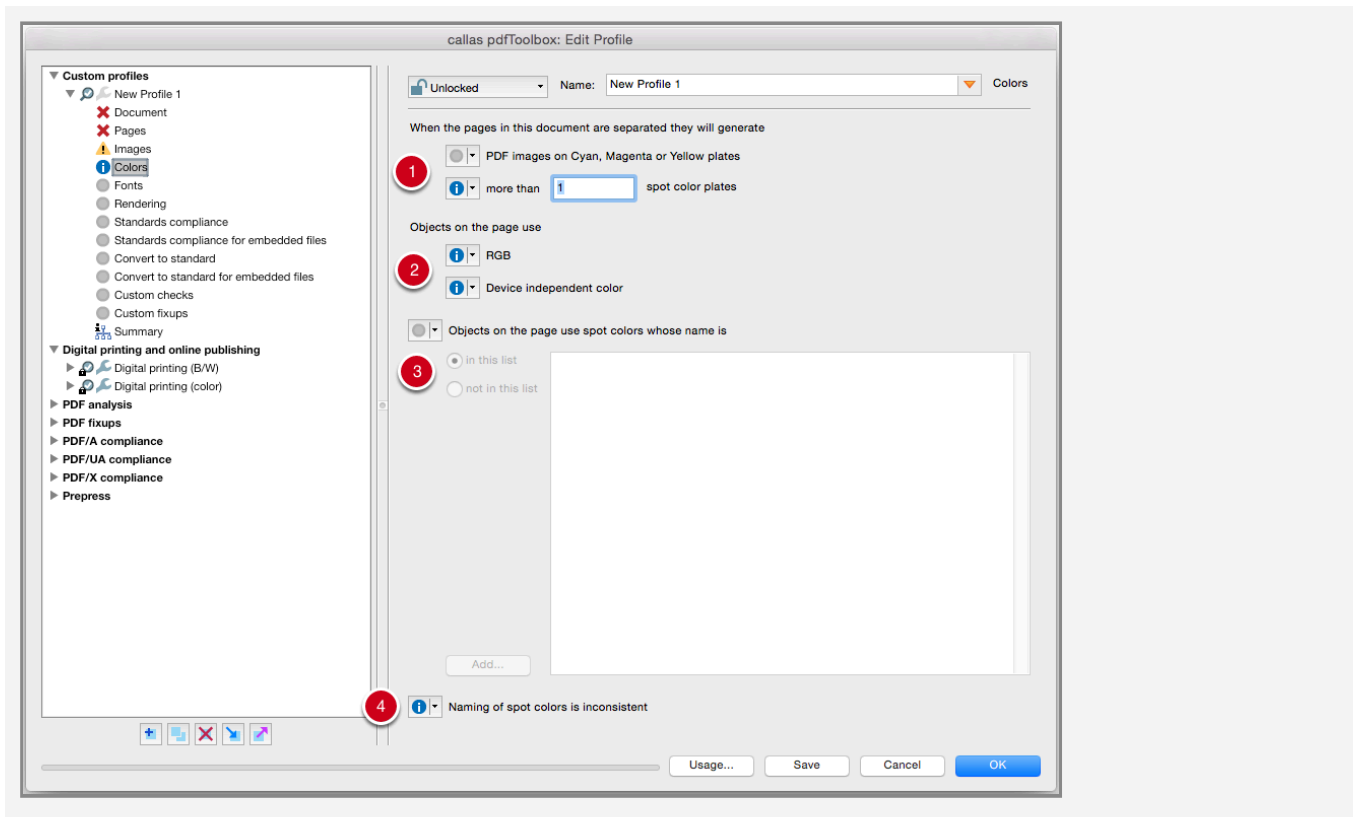 callas pdfToolbox: Edit Profile
Custom profiles
New Profile 1
Document
Pages
Images
Colors
Fonts
Rendering
Standards compliance
Standards compliance for embedded files
Convert to standard
Convert to standard for embedded files
Custom checks
Custom fixups
Summary
Digital printing and online publishing
Digital printing (B/W)
Digital printing (color)
PDF analysis
PDF fixups
PDF/A compliance
PDF/UA compliance
PDF/X compliance
Prepress
Unlocked Name: New Profile 1 Colors
When the pages in this document are separated they will generate
1
PDF images on Cyan, Magenta or Yellow plates
more than 1 spot color plates
Objects on the page use
2
RGB
Device independent color
Objects on the page use spot colors whose name is
3
in this list
not in this list
Add...
4
Naming of spot colors is inconsistent
Usage... Save Cancel OK